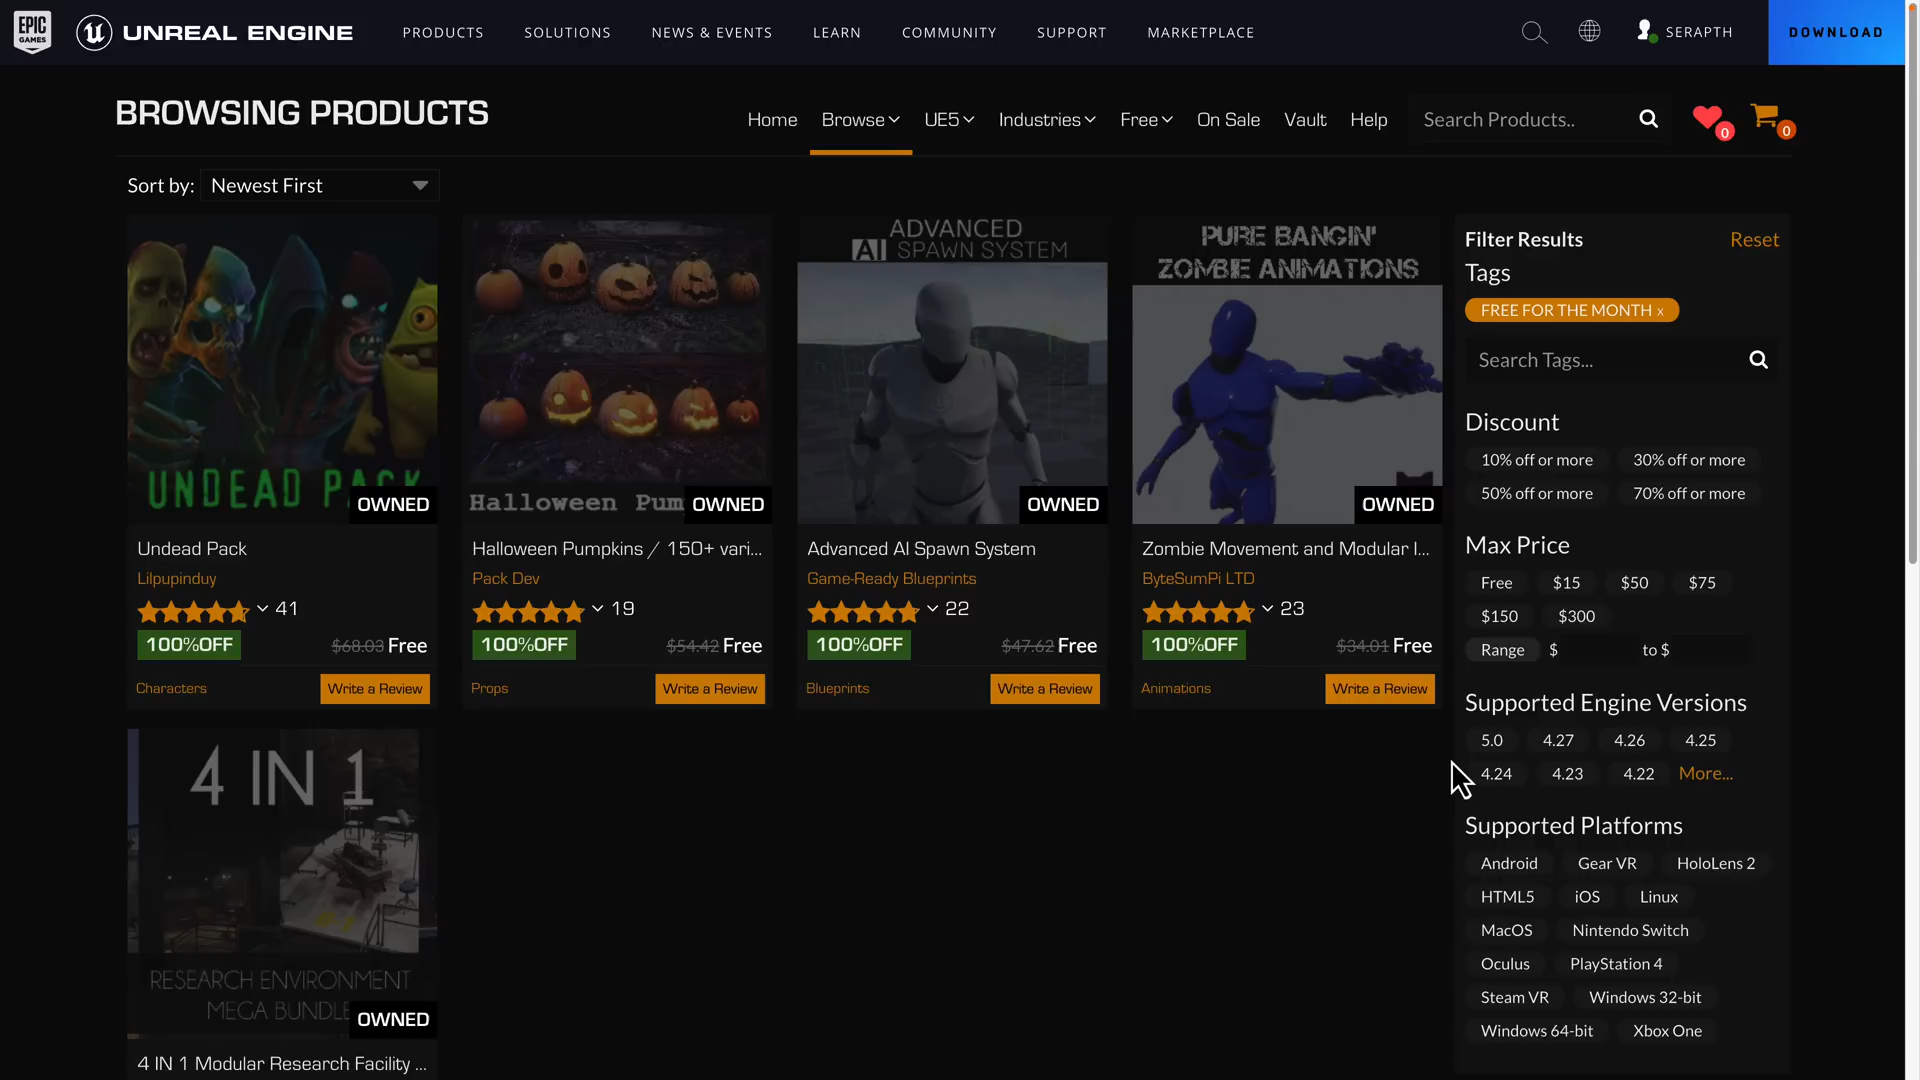 EPIC GAMES
UNREAL ENGINE
PRODUCTS
SOLUTIONS
NEWS & EVENTS
LEARN
COMMUNITY
SUPPORT
MARKETPLACE
SERAPTH
DOWNLOAD
BROWSING PRODUCTS
Home
Browse
UE5
Industries
Free
On Sale
Vault
Help
Search Products..
0
0
Sort by: Newest First
UNDEAD PACK
OWNED
Undead Pack
Lilpupinduy
41
100%OFF
$68.03 Free
Characters
Write a Review
Halloween Pum
OWNED
Halloween Pumpkins / 150+ vari...
Pack Dev
19
100%OFF
$54.42 Free
Props
Write a Review
ADVANCED
AI SPAWN SYSTEM
OWNED
Advanced AI Spawn System
Game-Ready Blueprints
22
100%OFF
$47.62 Free
Blueprints
Write a Review
PURE BANGIN'
ZOMBIE ANIMATIONS
OWNED
Zombie Movement and Modular I...
ByteSumPi LTD
23
100%OFF
$34.01 Free
Animations
Write a Review
4 IN 1
RESEARCH ENVIRONMENT
MEGA BUNDLE
OWNED
4 IN 1 Modular Research Facility ...
Filter Results
Reset
Tags
FREE FOR THE MONTH x
Search Tags...
Discount
10% off or more 30% off or more
50% off or more 70% off or more
Max Price
Free $15 $50 $75
$150 $300
Range $ to $
Supported Engine Versions
5.0 4.27 4.26 4.25
4.24 4.23 4.22 More...
Supported Platforms
Android Gear VR HoloLens 2
HTML5 iOS Linux
MacOS Nintendo Switch
Oculus PlayStation 4
Steam VR Windows 32-bit
Windows 64-bit Xbox One